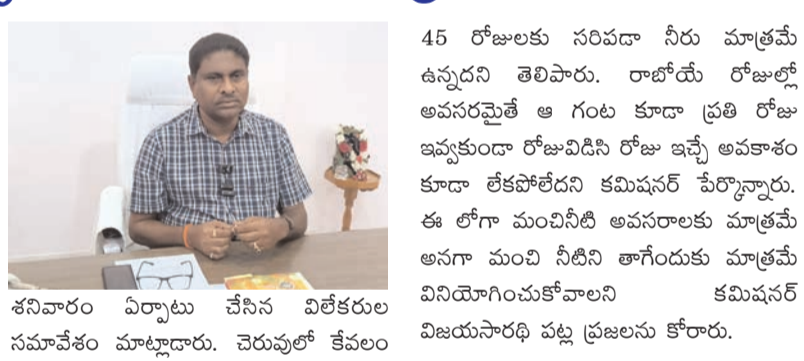 శనివారం ఏర్పాటు చేసిన విలేకరుల
సమావేశం మాట్లాడారు. చెరువులో కేవలం
45 రోజులకు సరిపడా నీరు మాత్రమే
ఉన్నదని తెలిపారు. రాబోయే రోజుల్లో
అవసరమైతే ఆ గంట కూడా ప్రతి రోజు
ఇవ్వకుండా రోజువిడిసి రోజు ఇచ్చే అవకాశం
కూడా లేకపోలేదని కమిషనర్ పేర్కొన్నారు.
ఈ లోగా మంచినీటి అవసరాలకు మాత్రమే
అనగా మంచి నీటిని తాగేందుకు మాత్రమే
వినియోగించుకోవాలని కమిషనర్
విజయసారథి పట్ల ప్రజలను కోరారు.